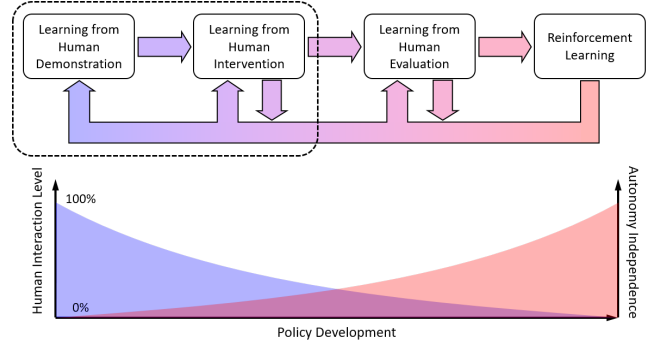 Learning from
Human
Demonstration
Learning from
Human
Intervention
Learning from
Human
Evaluation
Reinforcement
Learning
Human Interaction Level
100%
0%
Autonomy Independence
Policy Development